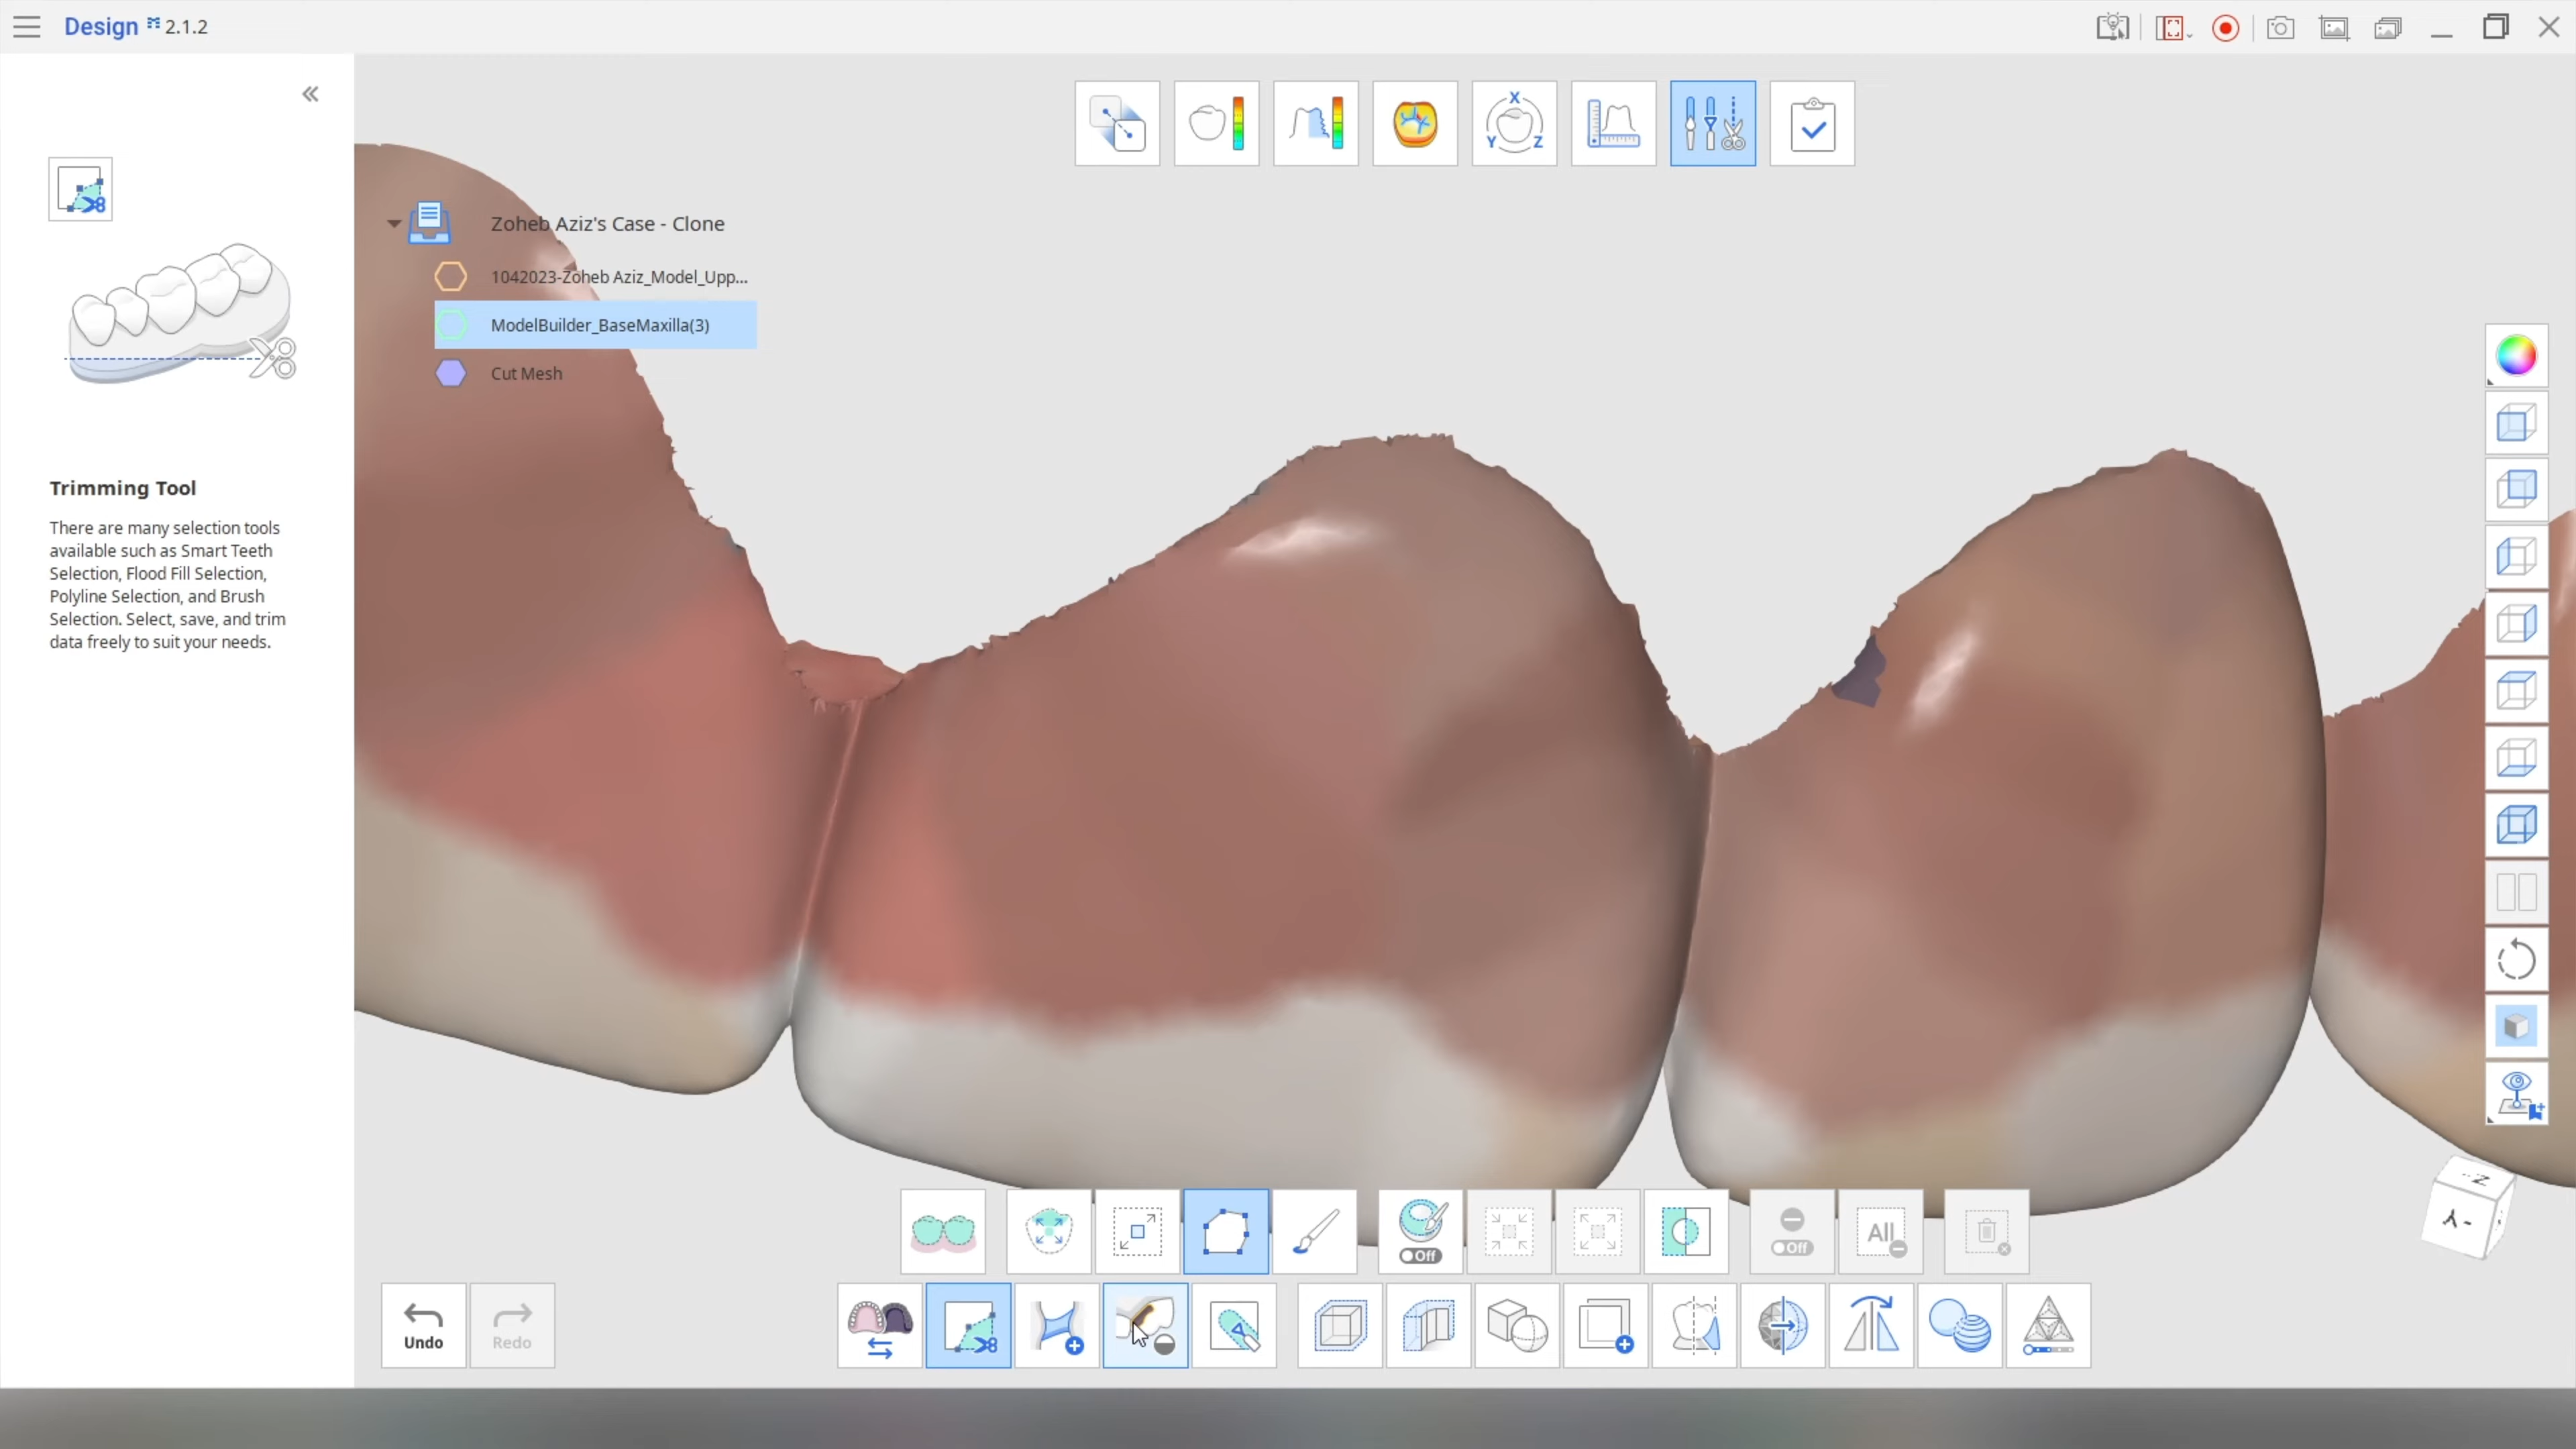 Design 2.1.2
X
Y Z
Zoheb Aziz's Case - Clone
1042023-Zoheb Aziz_Model_Upp...
ModelBuilder_BaseMaxilla(3)
Cut Mesh
Trimming Tool
There are many selection tools
available such as Smart Teeth
Selection, Flood Fill Selection,
Polyline Selection, and Brush
Selection. Select, save, and trim
data freely to suit your needs.
-Z
-Y
Off
Off
All
Undo
Redo